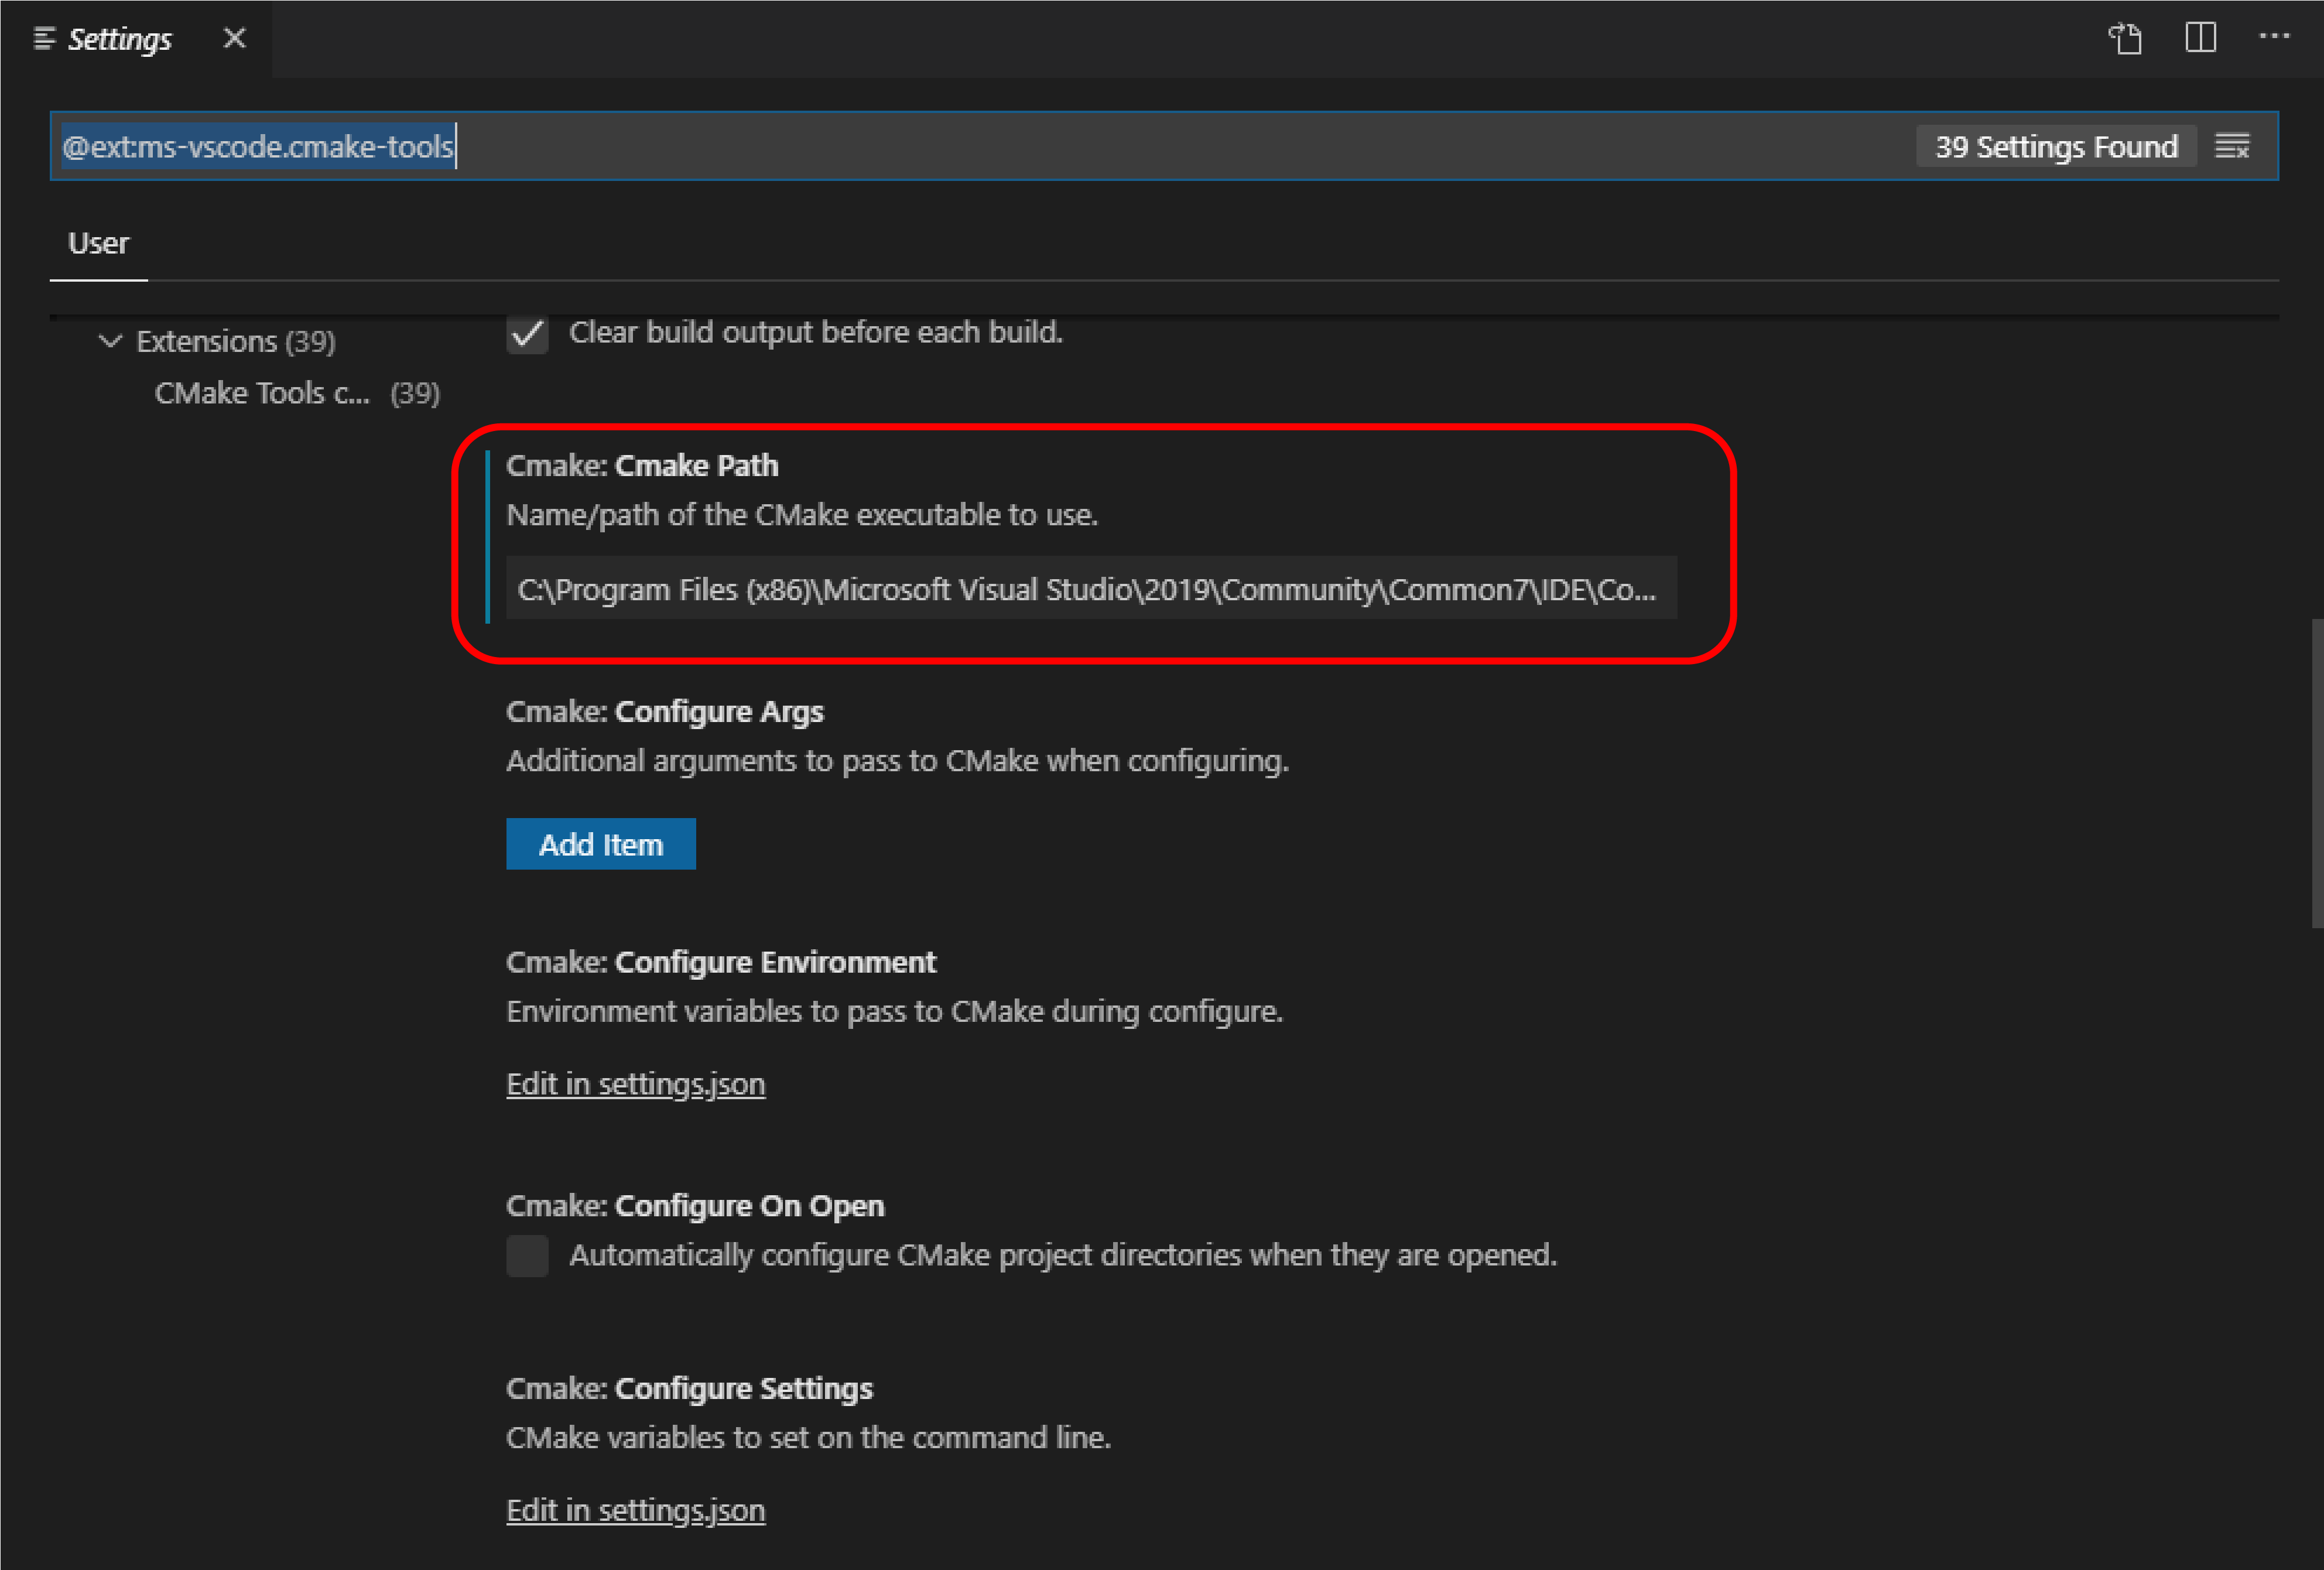 Settings
@ext:ms-vscode.cmake-tools
39 Settings Found
User
Extensions (39)
CMake Tools c... (39)
Clear build output before each build.
Cmake: Cmake Path
Name/path of the CMake executable to use.
C:\Program Files (x86)\Microsoft Visual Studio\2019\Community\Common7\IDE\Co...
Cmake: Configure Args
Additional arguments to pass to CMake when configuring.
Add Item
Cmake: Configure Environment
Environment variables to pass to CMake during configure.
Edit in settings.json
Cmake: Configure On Open
Automatically configure CMake project directories when they are opened.
Cmake: Configure Settings
CMake variables to set on the command line.
Edit in settings.json